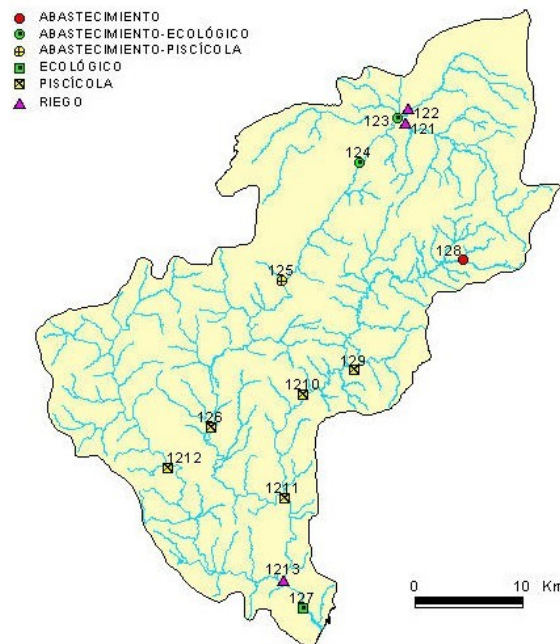 ABASTECIMIENTO
ABASTECIMIENTO-ECOLÓGICO
ABASTECIMIENTO-PISCÍCOLA
ECOLÓGICO
PISCÍCOLA
RIEGO
122
123
121
124
128
125
129
1210
126
1212
1211
1213
127
0 10 Km